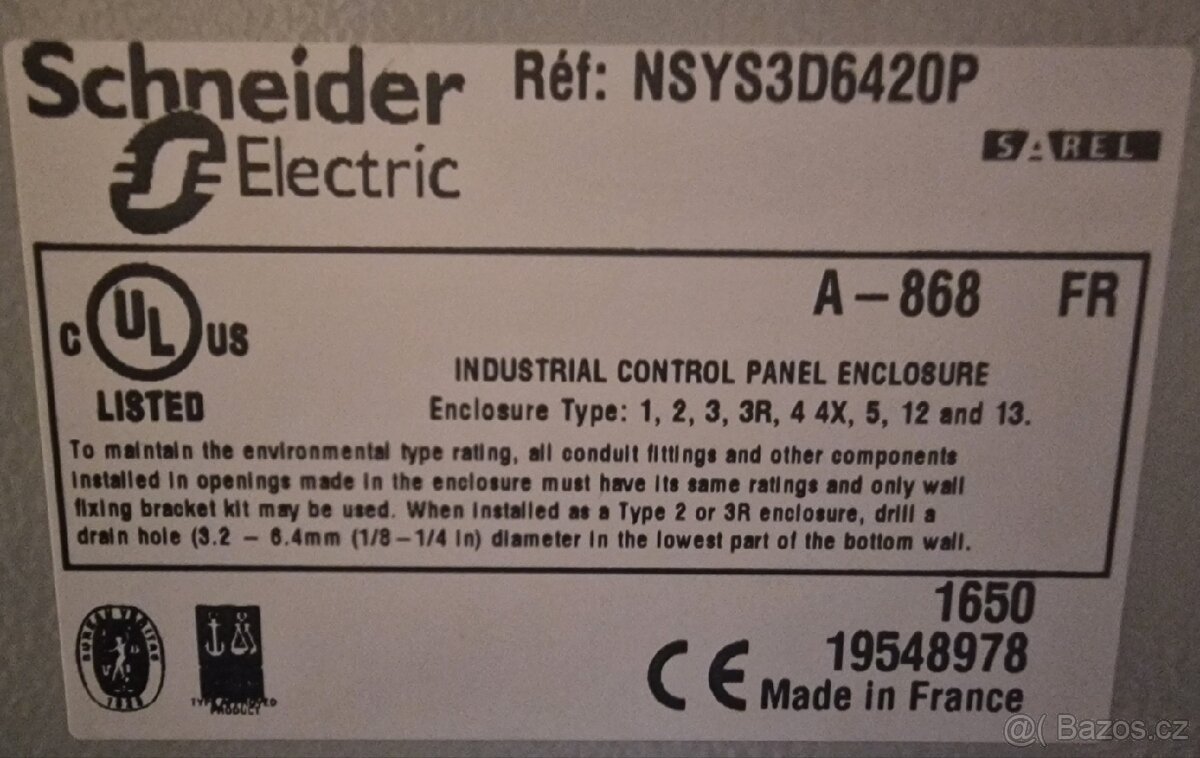 Schneider
Electric
Réf: NSYS3D6420P
SAREL
C UL US
LISTED
A-868 FR
INDUSTRIAL CONTROL PANEL ENCLOSURE
Enclosure Type: 1, 2, 3, 3R, 4 4X, 5, 12 and 13.
To maintain the environmental type rating, all conduit fittings and other components
installed in openings made in the enclosure must have its same ratings and only wall
fixing bracket kit may be used. When installed as a Type 2 or 3R enclosure, drill a
drain hole (3.2 - 6.4mm (1/8-1/4 in) diameter in the lowest part of the bottom wall.
BUREAU VERITAS
1828
PRODUCT
1650
19548978
CE Made in France
@( Bazos.cz